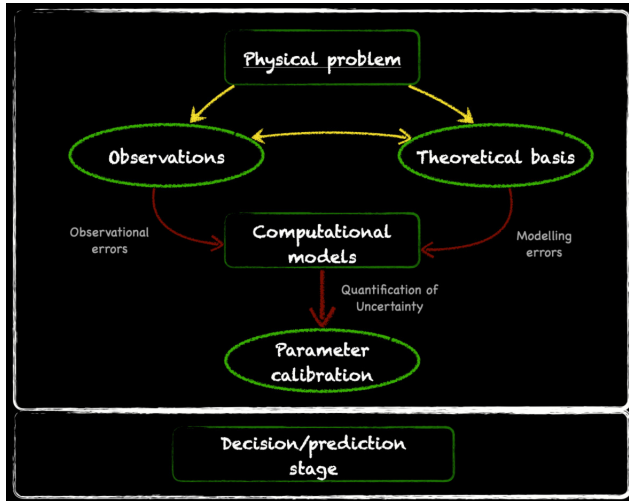 Physical problem
Observations
Theoretical basis
Observational
errors
Computational
models
Modelling
errors
Quantification of
Uncertainty
Parameter
calibration
Decision/prediction
stage